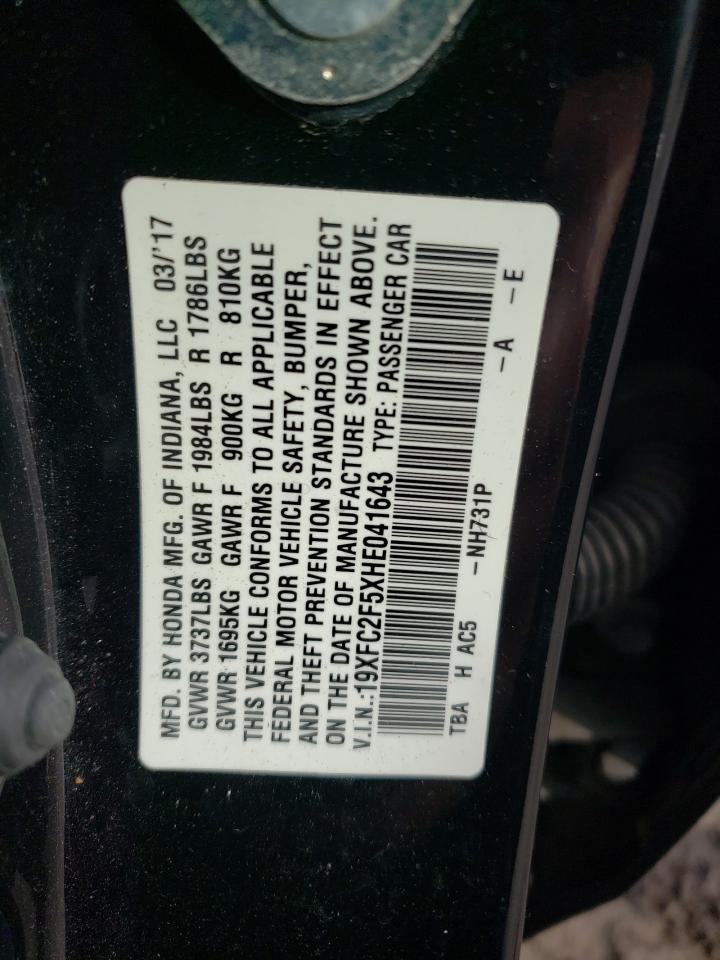 MFD. BY HONDA MFG. OF INDIANA, LLC 03/'17
GVWR 3737LBS GAWR F 1984LBS R 1786LBS
GVWR 1695KG GAWR F 900KG R 810KG
THIS VEHICLE CONFORMS TO ALL APPLICABLE
FEDERAL MOTOR VEHICLE SAFETY, BUMPER,
AND THEFT PREVENTION STANDARDS IN EFFECT
ON THE DATE OF MANUFACTURE SHOWN ABOVE.
V.I.N.:19XFC2F5XHE041643 TYPE: PASSENGER CAR
TBA H AC5 -NH731P -A -E